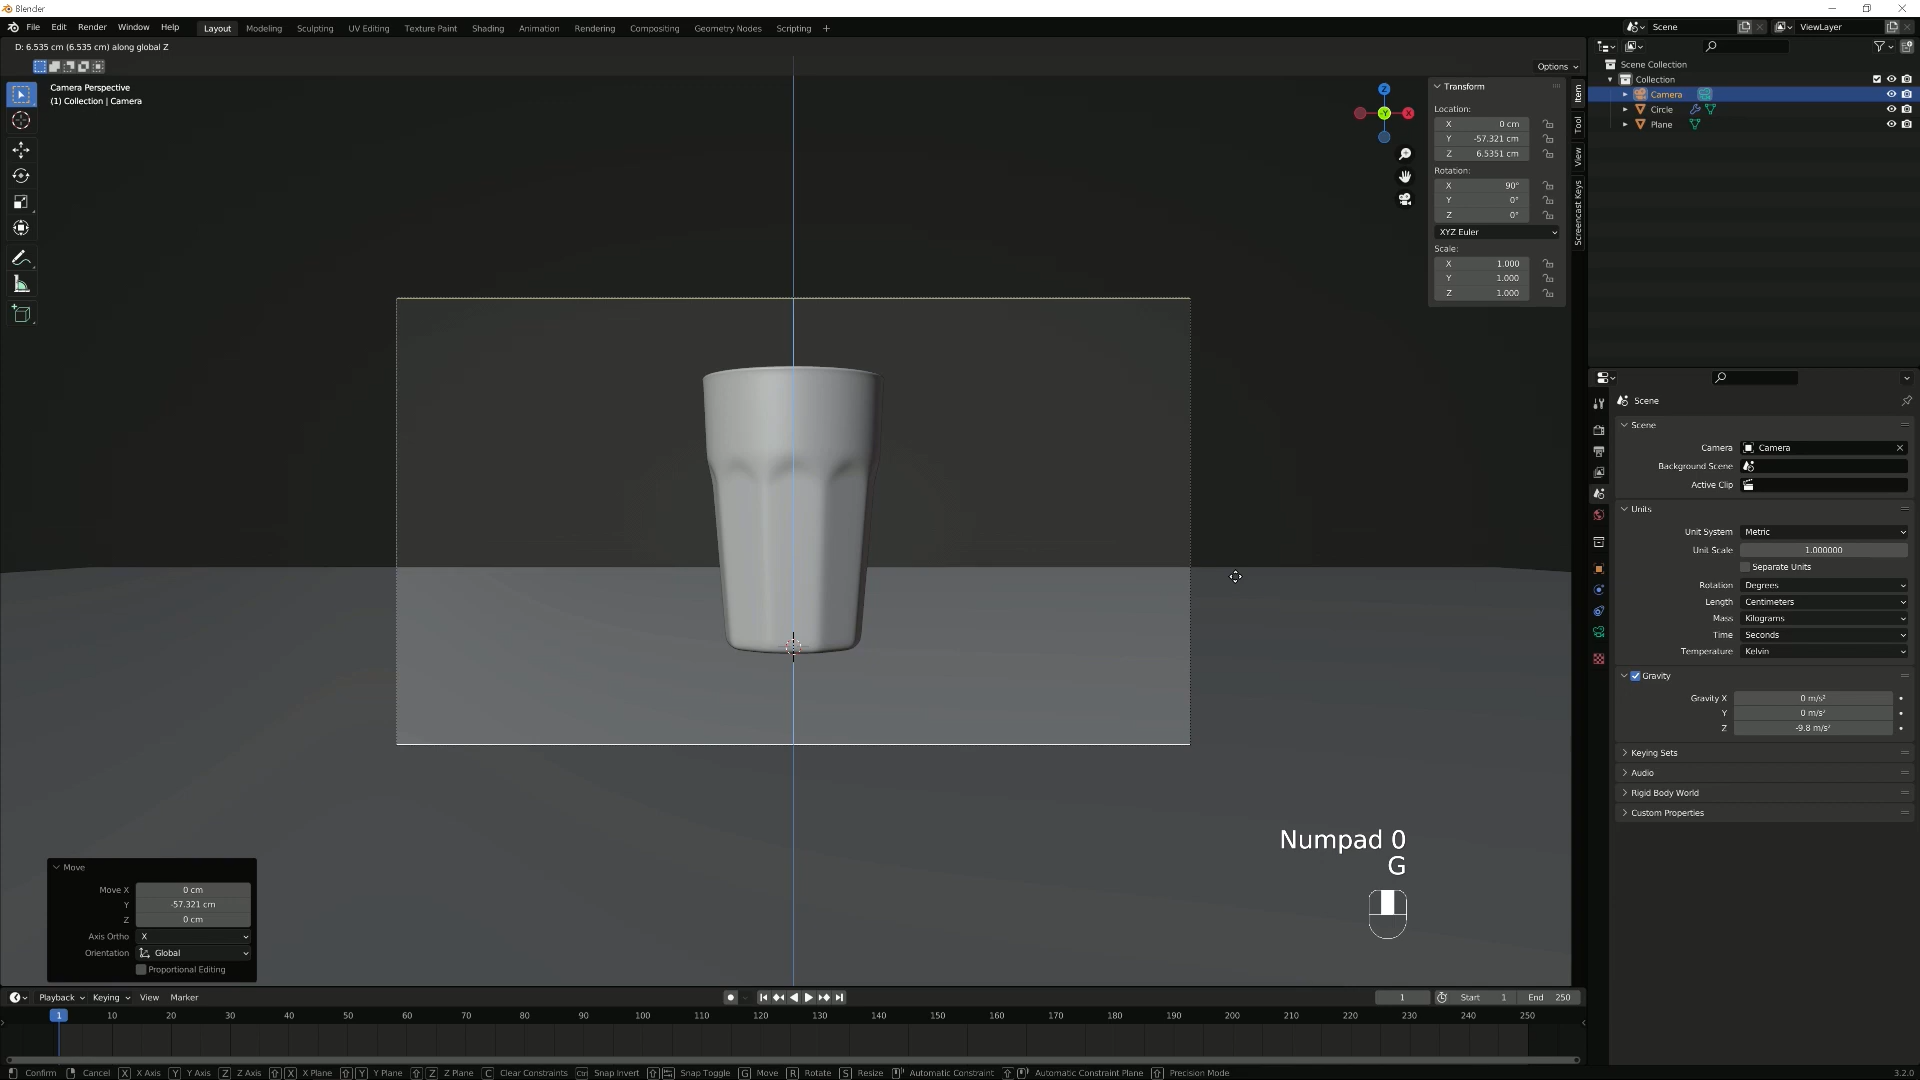 Blender
File Edit Render Window Help
Layout Modeling Sculpting UV Editing Texture Paint Shading Animation Rendering Compositing Geometry Nodes Scripting +
Scene
ViewLayer
D: 6.535 cm (6.535 cm) along global Z
Options
Camera Perspective
(1) Collection | Camera
Z
X
-Y
Transform
Location:
X 0 cm
Y -57.321 cm
Z 6.5351 cm
Rotation:
X 90°
Y 0°
Z 0°
XYZ Euler
Scale:
X 1.000
Y 1.000
Z 1.000
Item
Tool
View
Screencast Keys
Scene Collection
Collection
Camera
Circle
Plane
Scene
Scene
Camera Camera
Background Scene
Active Clip
Units
Unit System Metric
Unit Scale 1.000000
Separate Units
Rotation Degrees
Length Centimeters
Mass Kilograms
Time Seconds
Temperature Kelvin
Gravity
Gravity X 0 m/s²
Y 0 m/s²
Z -9.8 m/s²
Keying Sets
Audio
Rigid Body World
Custom Properties
Numpad 0
G
Move
Move X 0 cm
Y -57.321 cm
Z 0 cm
Axis Ortho X
Orientation Global
Proportional Editing
Playback Keying View Marker
1 Start 1 End 250
1 10 20 30 40 50 60 70 80 90 100 110 120 130 140 150 160 170 180 190 200 210 220 230 240 250
Confirm Cancel X X Axis Y Y Axis Z Z Axis X X Plane Y Y Plane Z Z Plane C Clear Constraints Ctrl Snap Invert Snap Toggle G Move R Rotate S Resize Automatic Constraint Automatic Constraint Plane Precision Mode
3.2.0